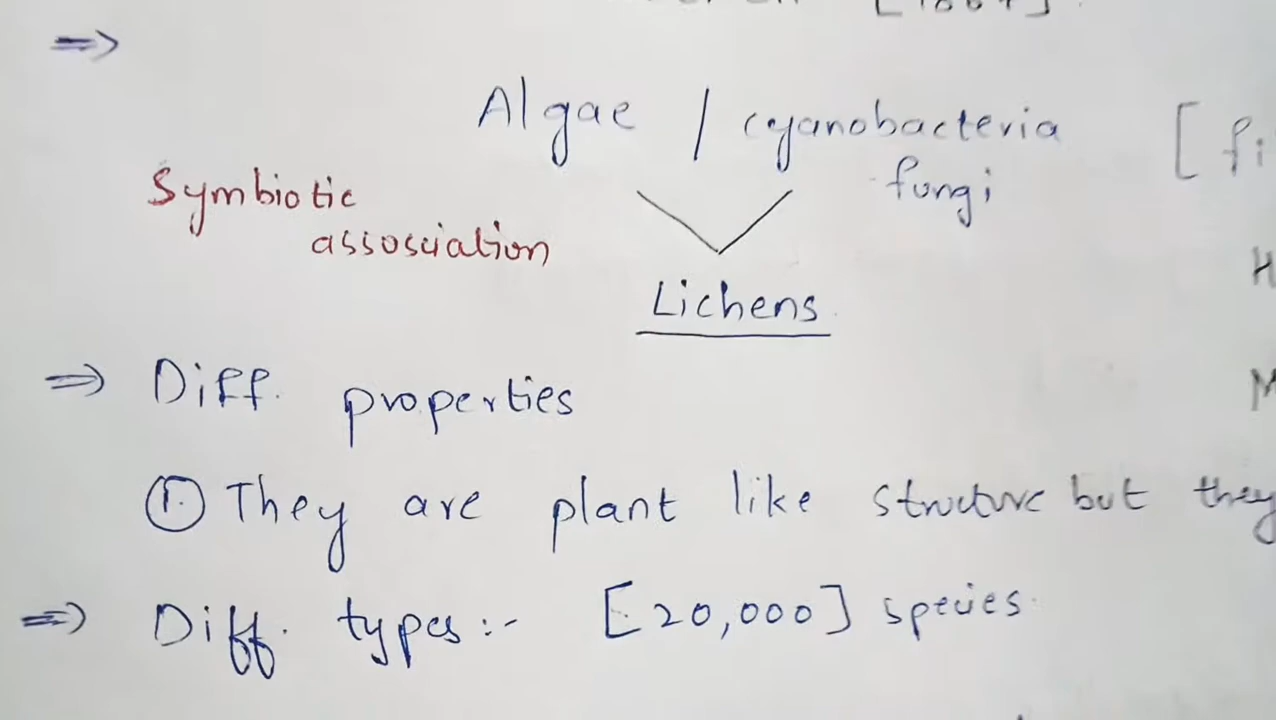 ⇒
Algae / cyanobacteria [ fi
fungi
Symbiotic
assosciation
H
Lichens
⇒ Diff. properties
M
① They are plant like structure but they
⇒ Diff. types :- [20,000] species.